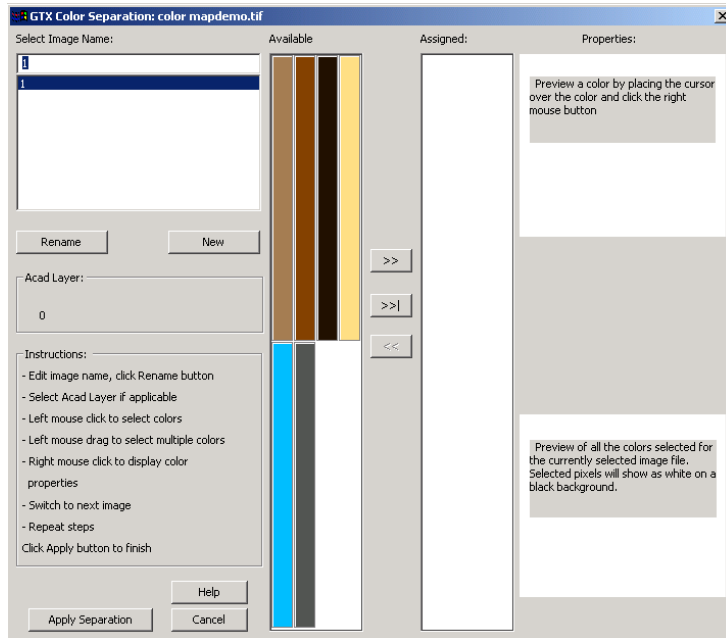 GTX Color Separation: color mapdemo.tif
Select Image Name:
Available
Assigned:
Properties:
1
1
Preview a color by placing the cursor
over the color and click the right
mouse button
Rename
New
>>
Acad Layer:
0
>>|
<<
Instructions:
- Edit image name, click Rename button
- Select Acad Layer if applicable
- Left mouse click to select colors
- Left mouse drag to select multiple colors
- Right mouse click to display color
properties
- Switch to next image
- Repeat steps
Click Apply button to finish
Preview of all the colors selected for
the currently selected image file.
Selected pixels will show as white on a
black background.
Help
Apply Separation
Cancel